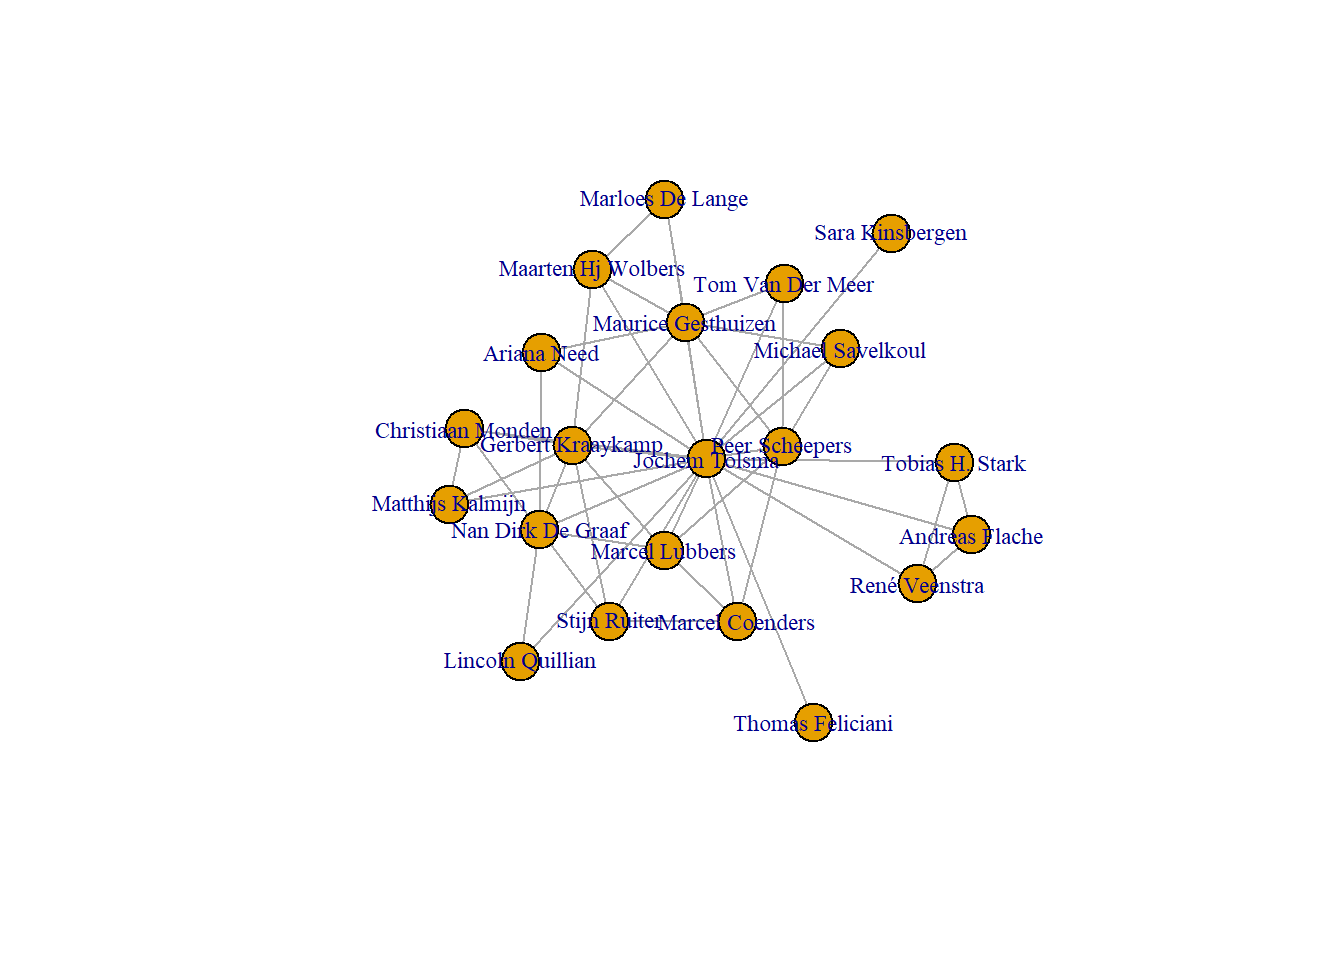 Marloes De Lange
Sara Kinsbergen
Maarten Hj Wolbers
Tom Van Der Meer
Maurice Gesthuizen
Michael Savelkoul
Ariana Need
Christiaan Monden
Gerbert Kraaykamp
Peer Scheepers
Jochem Tolsma
Tobias H. Stark
Matthijs Kalmijn
Nan Dirk De Graaf
Andreas Flache
Marcel Lubbers
René Veenstra
Stijn Ruiter
Marcel Coenders
Lincoln Quillian
Thomas Feliciani